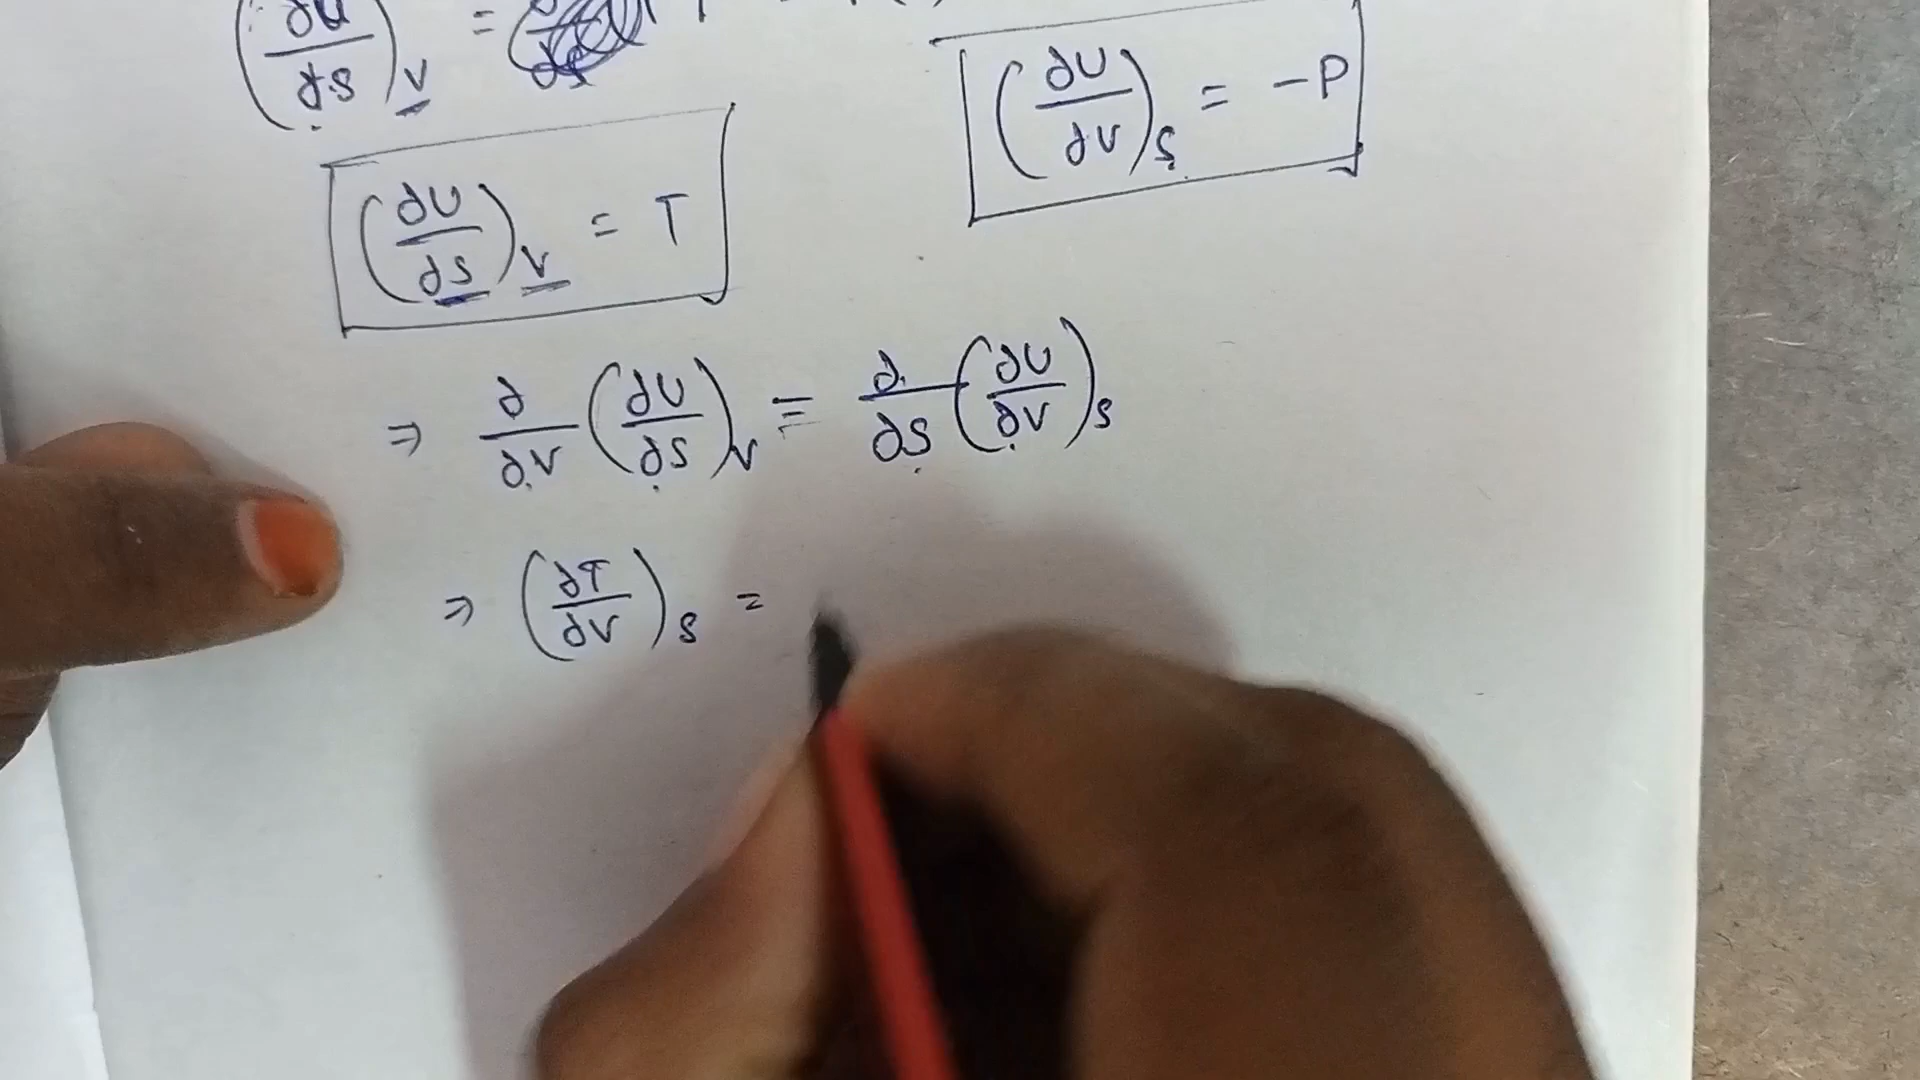 (∂U/∂S)_V =
(∂U/∂V)_S = -P
(∂U/∂S)_V = T
⇒ ∂/∂V (∂U/∂S)_V = ∂/∂S (∂U/∂V)_S
⇒ (∂T/∂V)_S =